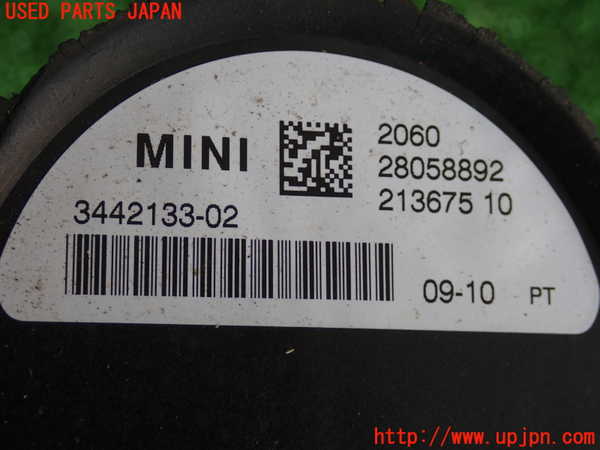 USED PARTS JAPAN
MINI
2060
28058892
213675 10
3442133-02
09-10 PT
http://www.upjpn.com/